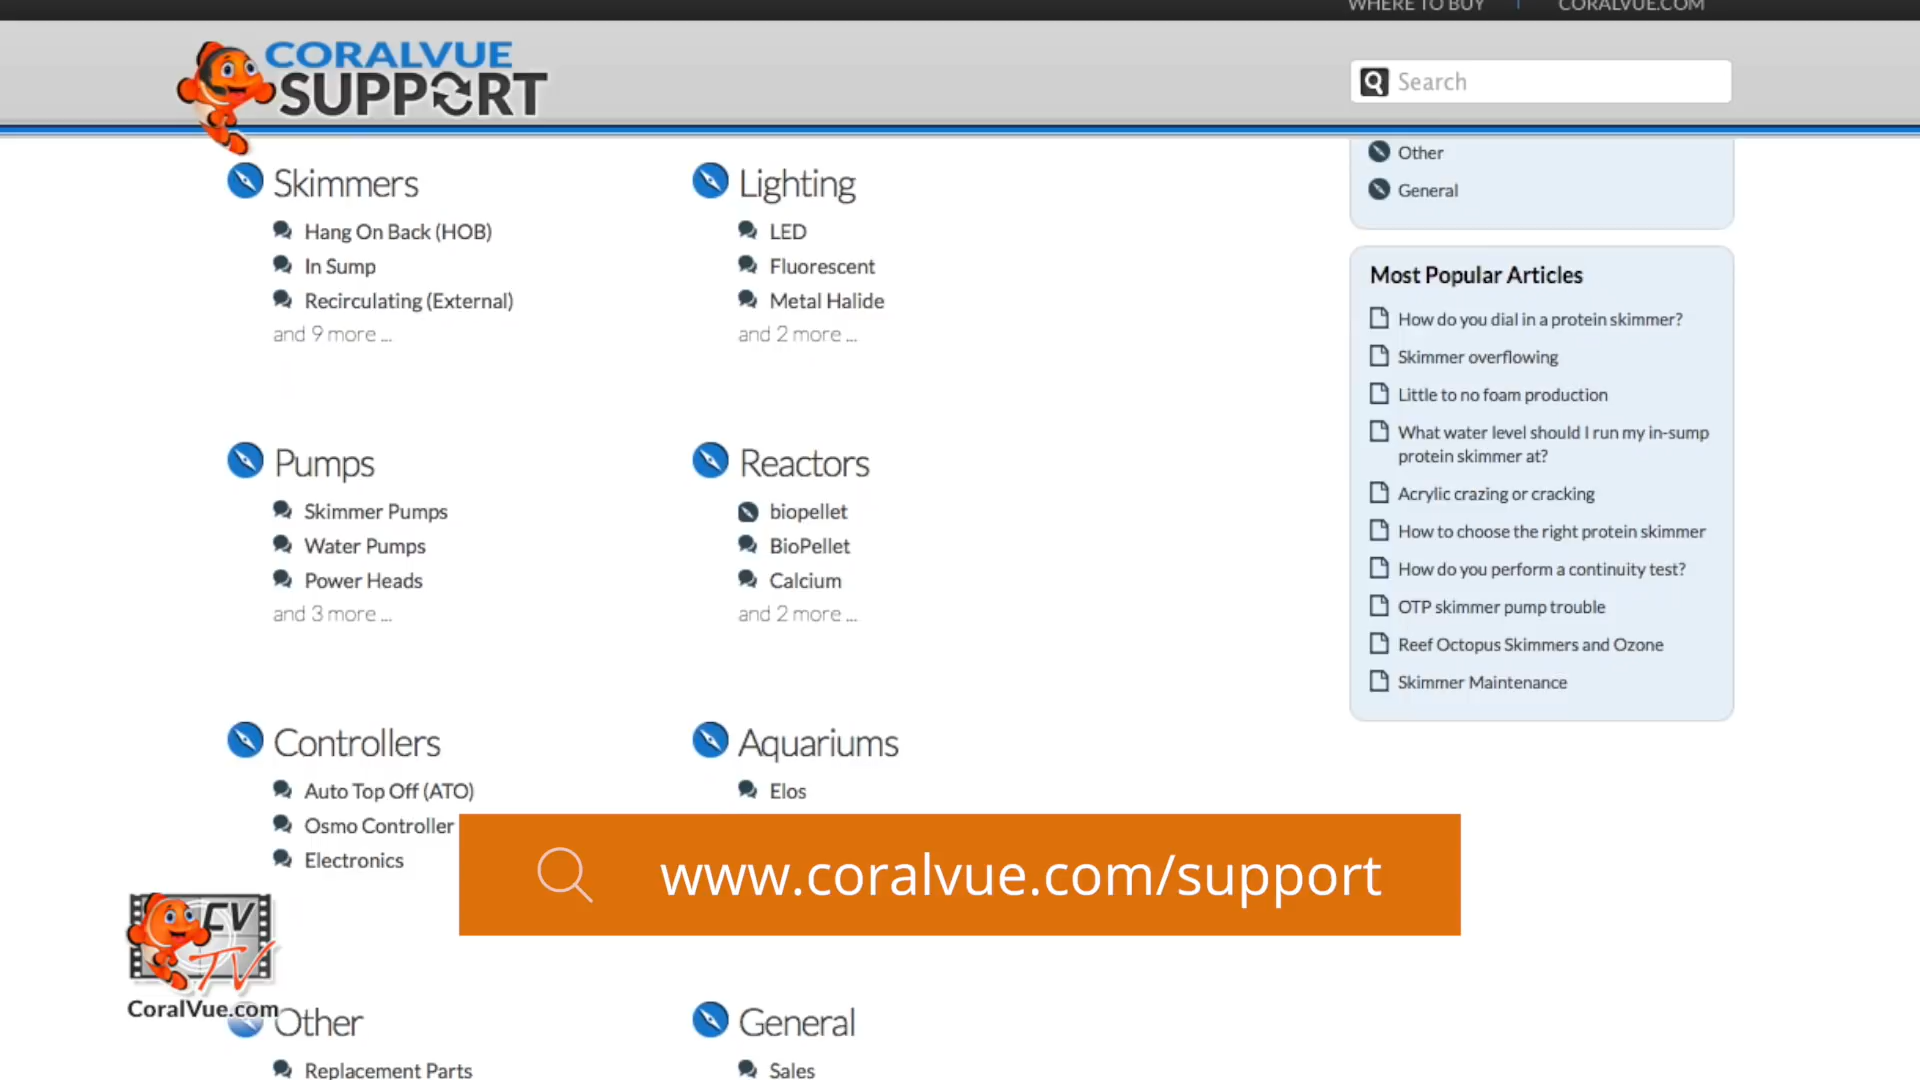 WHERE TO BUY | CORALVUE.COM
CORALVUE
SUPPORT
Search
Skimmers
Hang On Back (HOB)
In Sump
Recirculating (External)
and 9 more ...
Lighting
LED
Fluorescent
Metal Halide
and 2 more ...
Other
General
Most Popular Articles
How do you dial in a protein skimmer?
Skimmer overflowing
Little to no foam production
What water level should I run my in-sump
protein skimmer at?
Acrylic crazing or cracking
How to choose the right protein skimmer
How do you perform a continuity test?
OTP skimmer pump trouble
Reef Octopus Skimmers and Ozone
Skimmer Maintenance
Pumps
Skimmer Pumps
Water Pumps
Power Heads
and 3 more ...
Reactors
biopellet
BioPellet
Calcium
and 2 more ...
Controllers
Auto Top Off (ATO)
Osmo Controller
Electronics
Aquariums
Elos
www.coralvue.com/support
CV
TV
CoralVue.com
Other
Replacement Parts
General
Sales